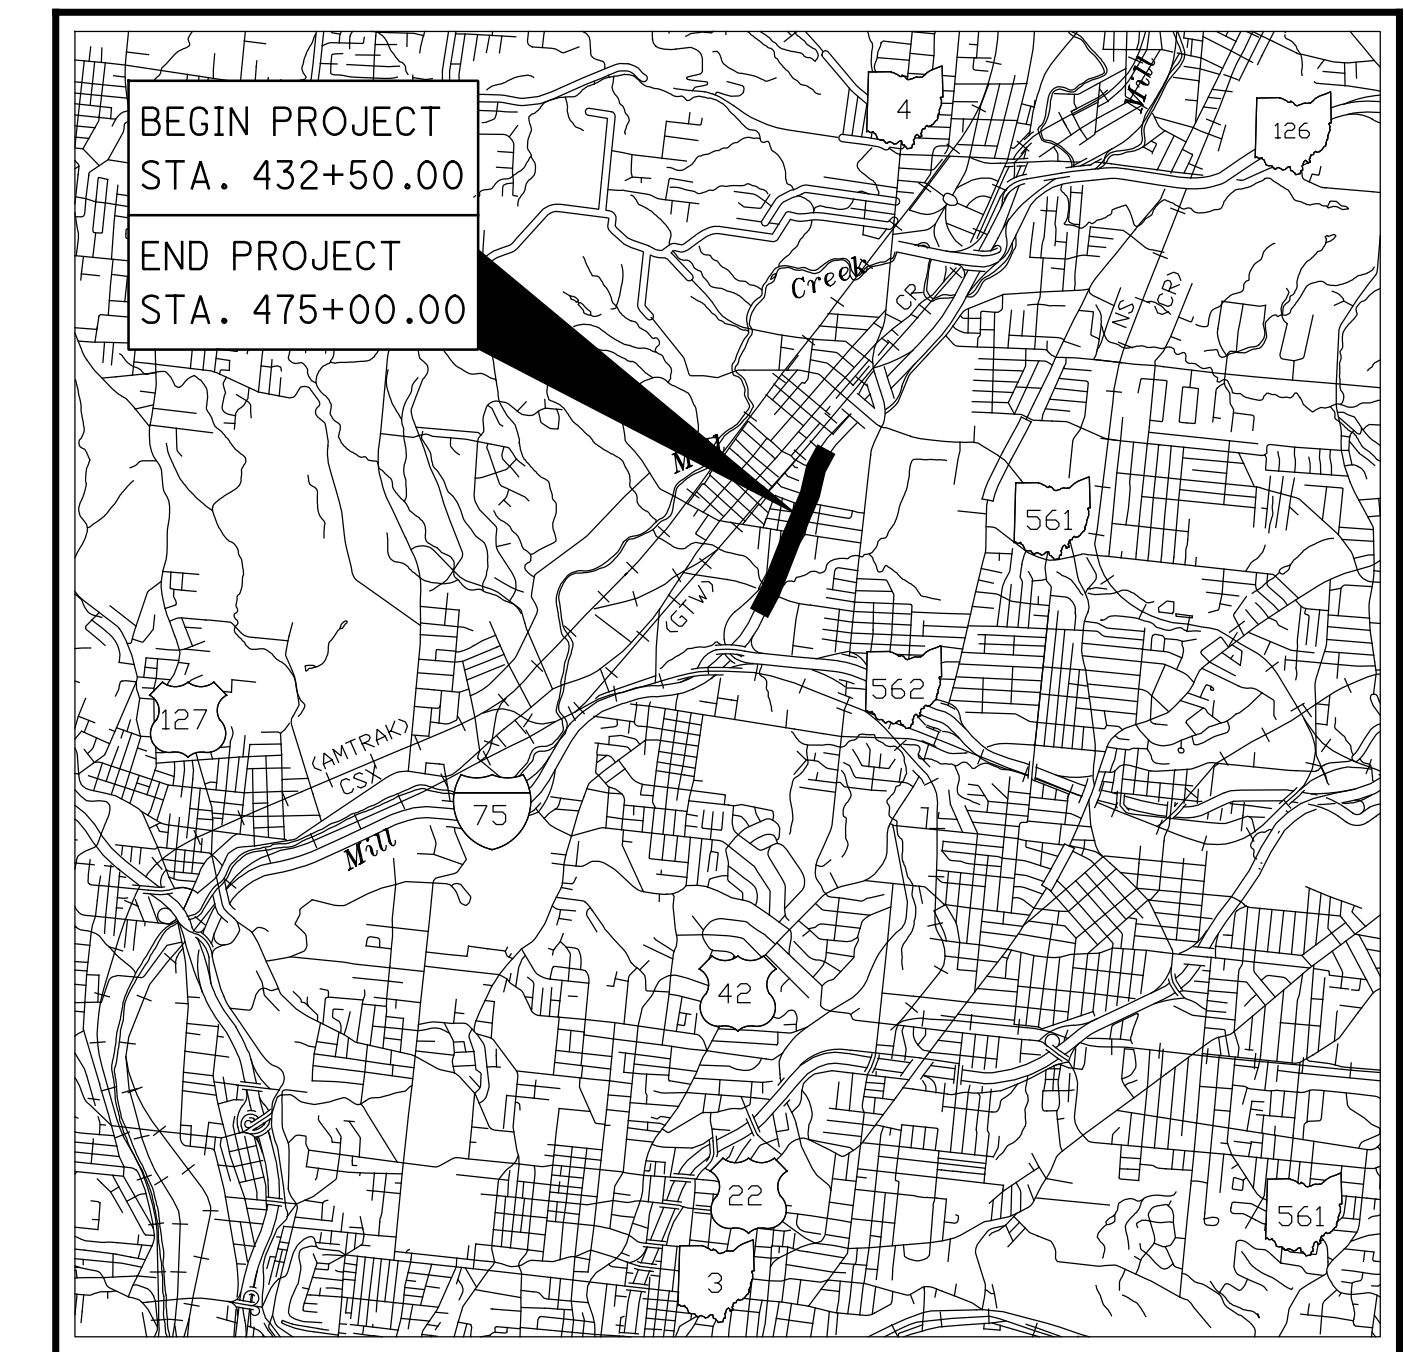 BEGIN PROJECT
STA. 432+50.00
END PROJECT
STA. 475+00.00
4
Mill
126
Creek
CR
NS
(CR)
561
(GTW)
562
127
(AMTRAK)
CSX
75
Mill
42
22
561
3